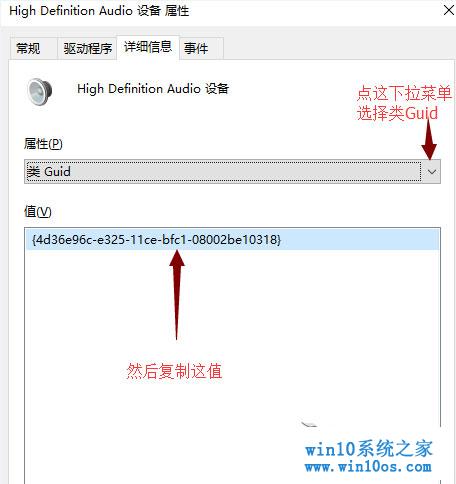 High Definition Audio 设备 属性
常规 驱动程序 详细信息 事件
High Definition Audio 设备
点这下拉菜单
选择类Guid
属性(P)
类 Guid
值(V)
{4d36e96c-e325-11ce-bfc1-08002be10318}
然后复制这值
win10系统之家
www.win10os.com